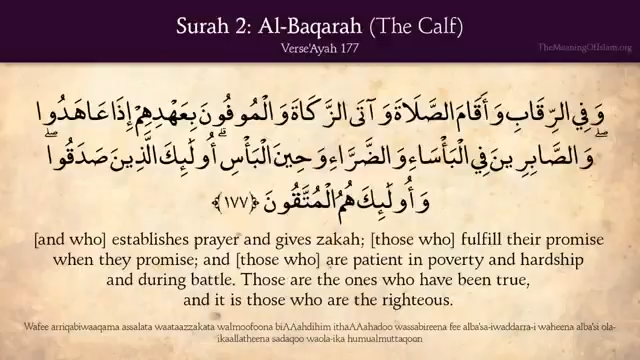 Surah 2: Al-Baqarah (The Calf)
Verse'Ayah 177
TheMeaningOfIslam.org
وَفِي الرِّقَابِ وَأَقَامَ الصَّلَاةَ وَآتَى الزَّكَاةَ وَالْمُوفُونَ بِعَهْدِهِمْ إِذَا عَاهَدُوا ۖ
وَالصَّابِرِينَ فِي الْبَأْسَاءِ وَالضَّرَّاءِ وَحِينَ الْبَأْسِ ۗ أُولَٰئِكَ الَّذِينَ صَدَقُوا ۖ
وَأُولَٰئِكَ هُمُ الْمُتَّقُونَ ﴿١٧٧﴾
[and who] establishes prayer and gives zakah; [those who] fulfill their promise
when they promise; and [those who] are patient in poverty and hardship
and during battle. Those are the ones who have been true,
and it is those who are the righteous.
Wafee arriqabiwaaqama assalata waataazzakata walmoofoona biAAahdihim ithaAAahadoo wassabireena fee alba'sa-iwaddarra-i waheena alba'si ola-
ikaallatheena sadaqoo waola-ika humualmuttaqoon